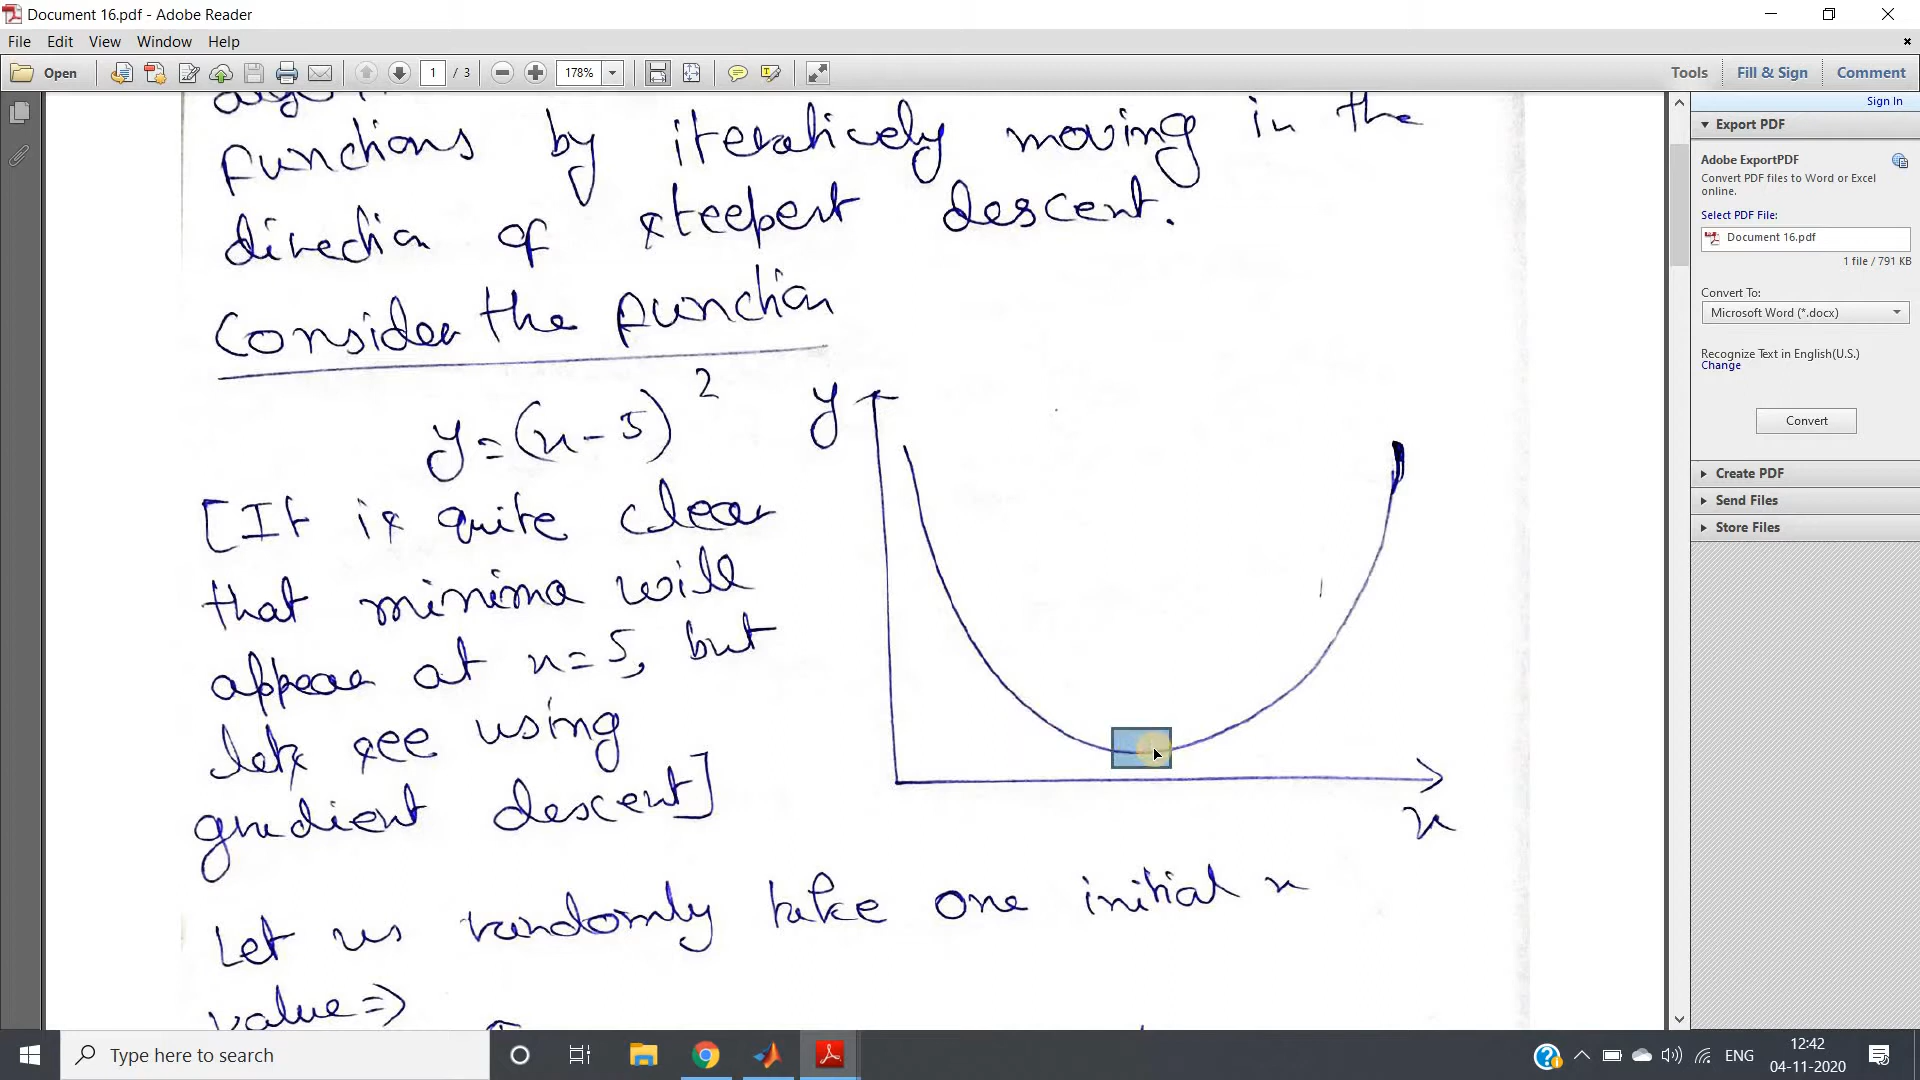 Document 16.pdf - Adobe Reader
File Edit View Window Help
Open 1 / 3 178% Tools Fill & Sign Comment
Sign In
Export PDF
Adobe ExportPDF
Convert PDF files to Word or Excel
online.
Select PDF File:
Document 16.pdf
1 file / 791 KB
Convert To:
Microsoft Word (*.docx)
Recognize Text in English(U.S.)
Change
Convert
Create PDF
Send Files
Store Files
functions by iteratively moving in the
direction of steepest descent.
Consider the function
y=(x-5)²
y
[It is quite clear
that minima will
appear at x=5, but
lets see using
gradient descent]
x
Let us randomly take one initial x
value =>
Type here to search
ENG
12:42
04-11-2020